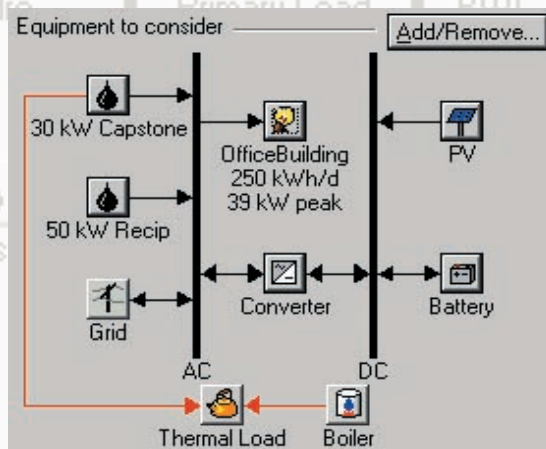 Equipment to consider
Add/Remove...
30 kW Capstone
OfficeBuilding
250 kWh/d
39 kW peak
PV
50 kW Recip
Grid
Converter
Battery
AC
DC
Thermal Load
Boiler